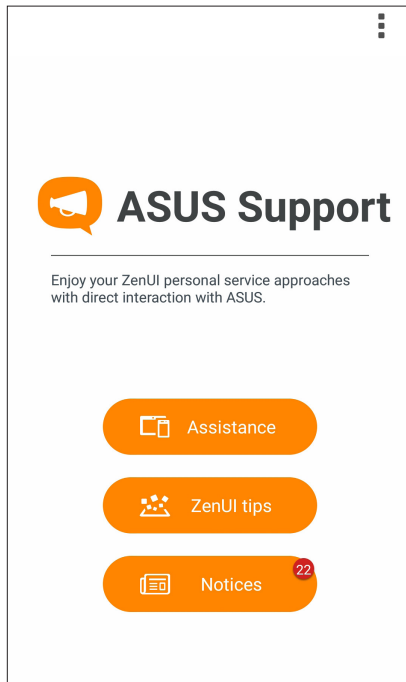 ASUS Support
Enjoy your ZenUI personal service approaches
with direct interaction with ASUS.
Assistance
ZenUI tips
22
Notices